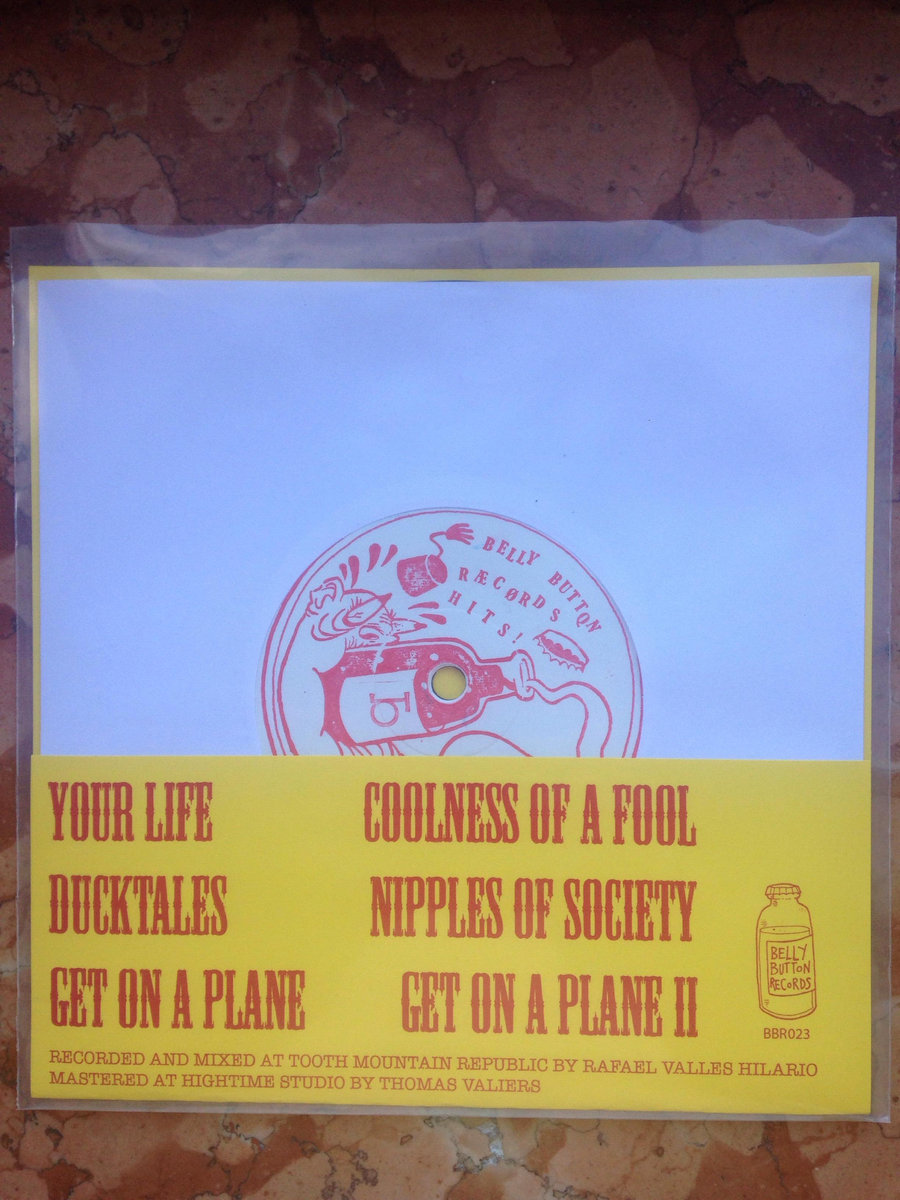 BELLY BUTTON
RÆCØRDS
HITS!
YOUR LIFE
COOLNESS OF A FOOL
DUCKTALES
NIPPLES OF SOCIETY
GET ON A PLANE
GET ON A PLANE II
BELLY
BUTTON
RECORDS
BBR023
RECORDED AND MIXED AT TOOTH MOUNTAIN REPUBLIC BY RAFAEL VALLES HILARIO
MASTERED AT HIGHTIME STUDIO BY THOMAS VALIERS